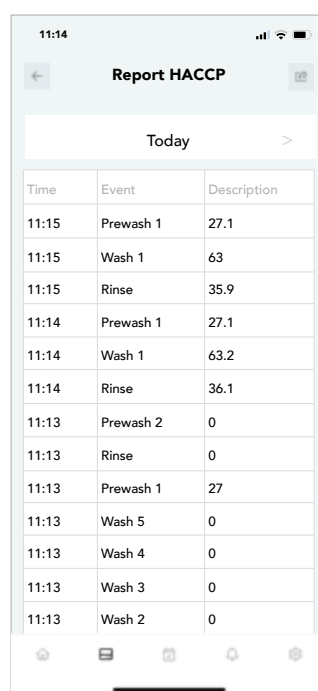 11:14
Report HACCP
Today >
Time Event Description
11:15 Prewash 1 27.1
11:15 Wash 1 63
11:15 Rinse 35.9
11:14 Prewash 1 27.1
11:14 Wash 1 63.2
11:14 Rinse 36.1
11:13 Prewash 2 0
11:13 Rinse 0
11:13 Prewash 1 27
11:13 Wash 5 0
11:13 Wash 4 0
11:13 Wash 3 0
11:13 Wash 2 0